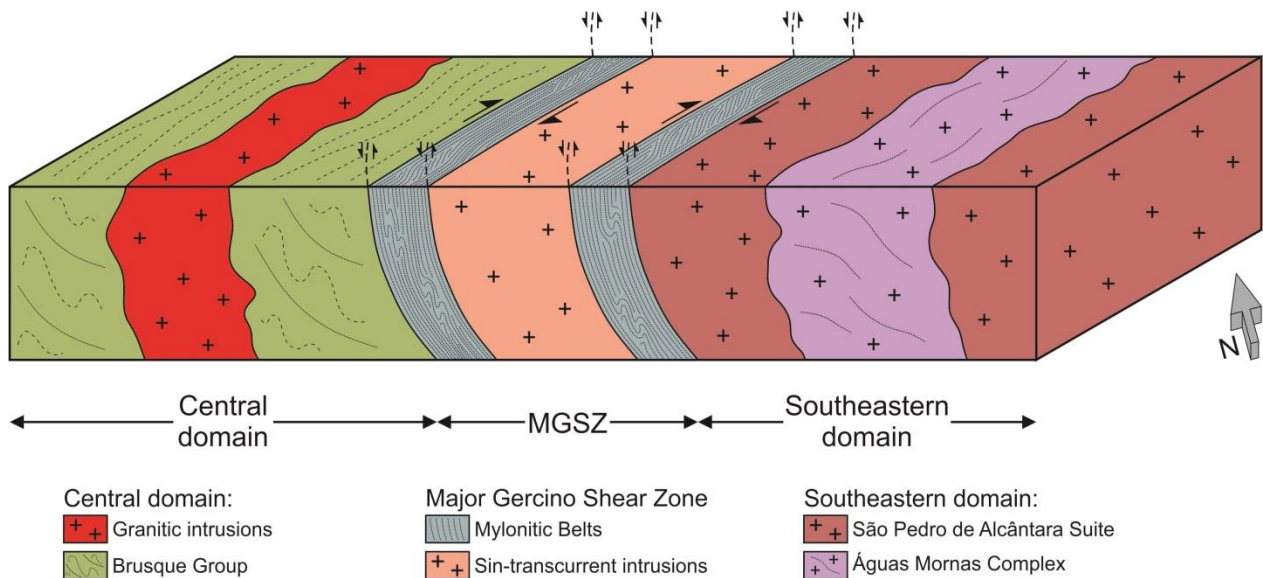 N
Central
domain
MGSZ
Southeastern
domain
Central domain:
Granitic intrusions
Brusque Group
Major Gercino Shear Zone
Mylonitic Belts
Sin-transcurrent intrusions
Southeastern domain:
São Pedro de Alcântara Suite
Águas Mornas Complex